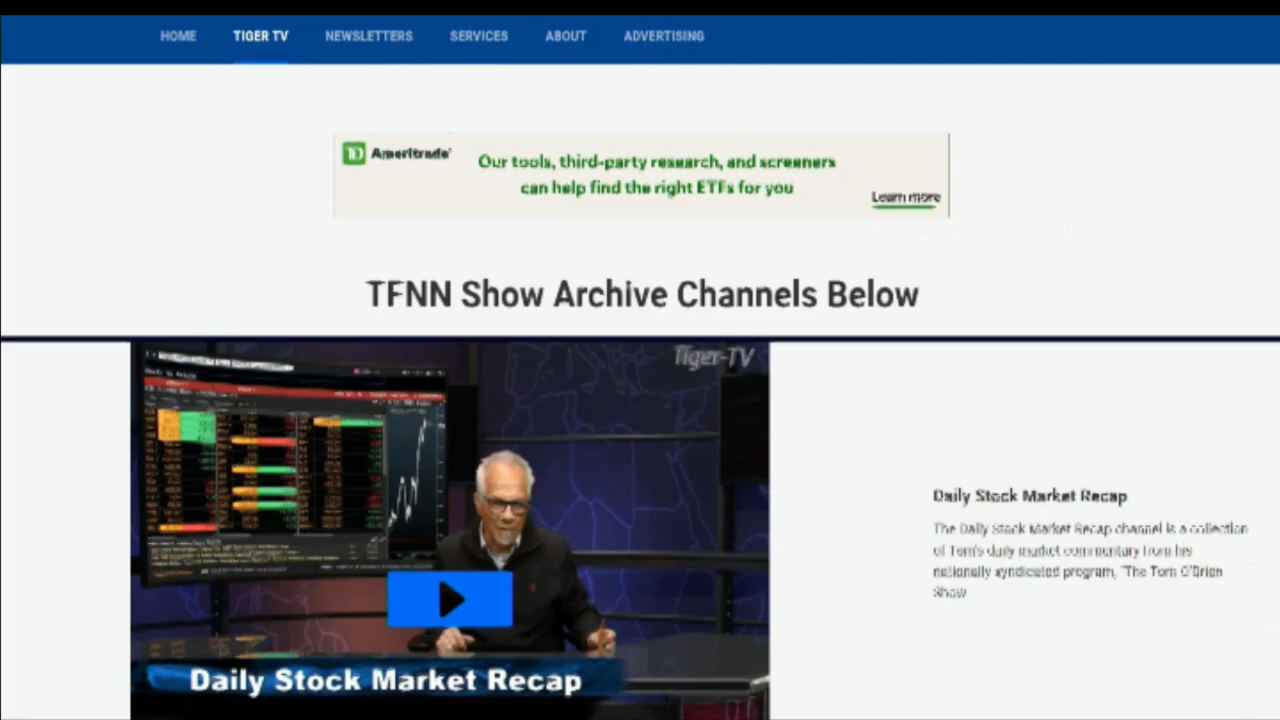 HOME TIGER TV NEWSLETTERS SERVICES ABOUT ADVERTISING
TD Ameritrade
Our tools, third-party research, and screeners
can help find the right ETFs for you
Learn more
TFNN Show Archive Channels Below
Tiger-TV
Daily Stock Market Recap
Daily Stock Market Recap
The Daily Stock Market Recap channel is a collection
of Tom's daily market commentary from his
nationally syndicated program, "The Tom O'Brien
Show